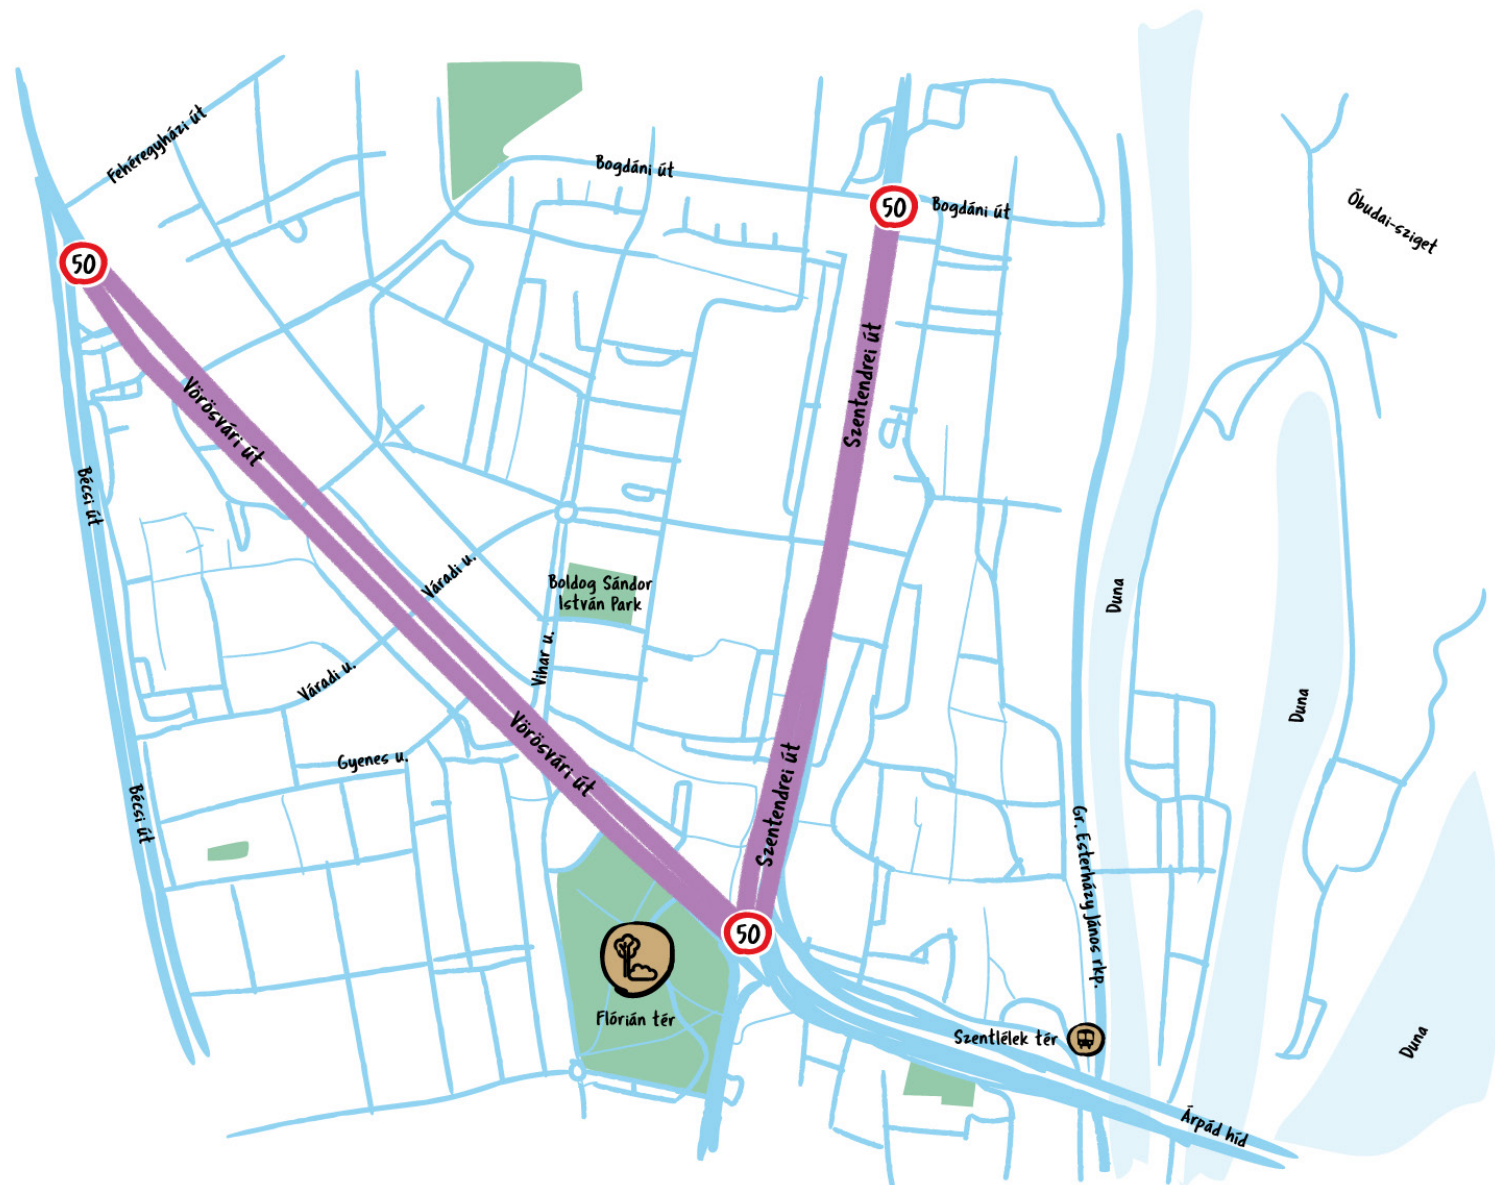 Fehéregyházi út
Bogdáni út
50
Bogdáni út
Óbudai-sziget
50
Szentendrei út
Vörösvári út
Bécsi út
Váradi u.
Boldog Sándor
István Park
Duna
Vihar u.
Váradi u.
Duna
Vörösvári út
Gyenes u.
Szentendrei út
Bécsi út
Gr. Esterházy János rkp.
50
Flórián tér
Szentlélek tér
Duna
Árpád híd